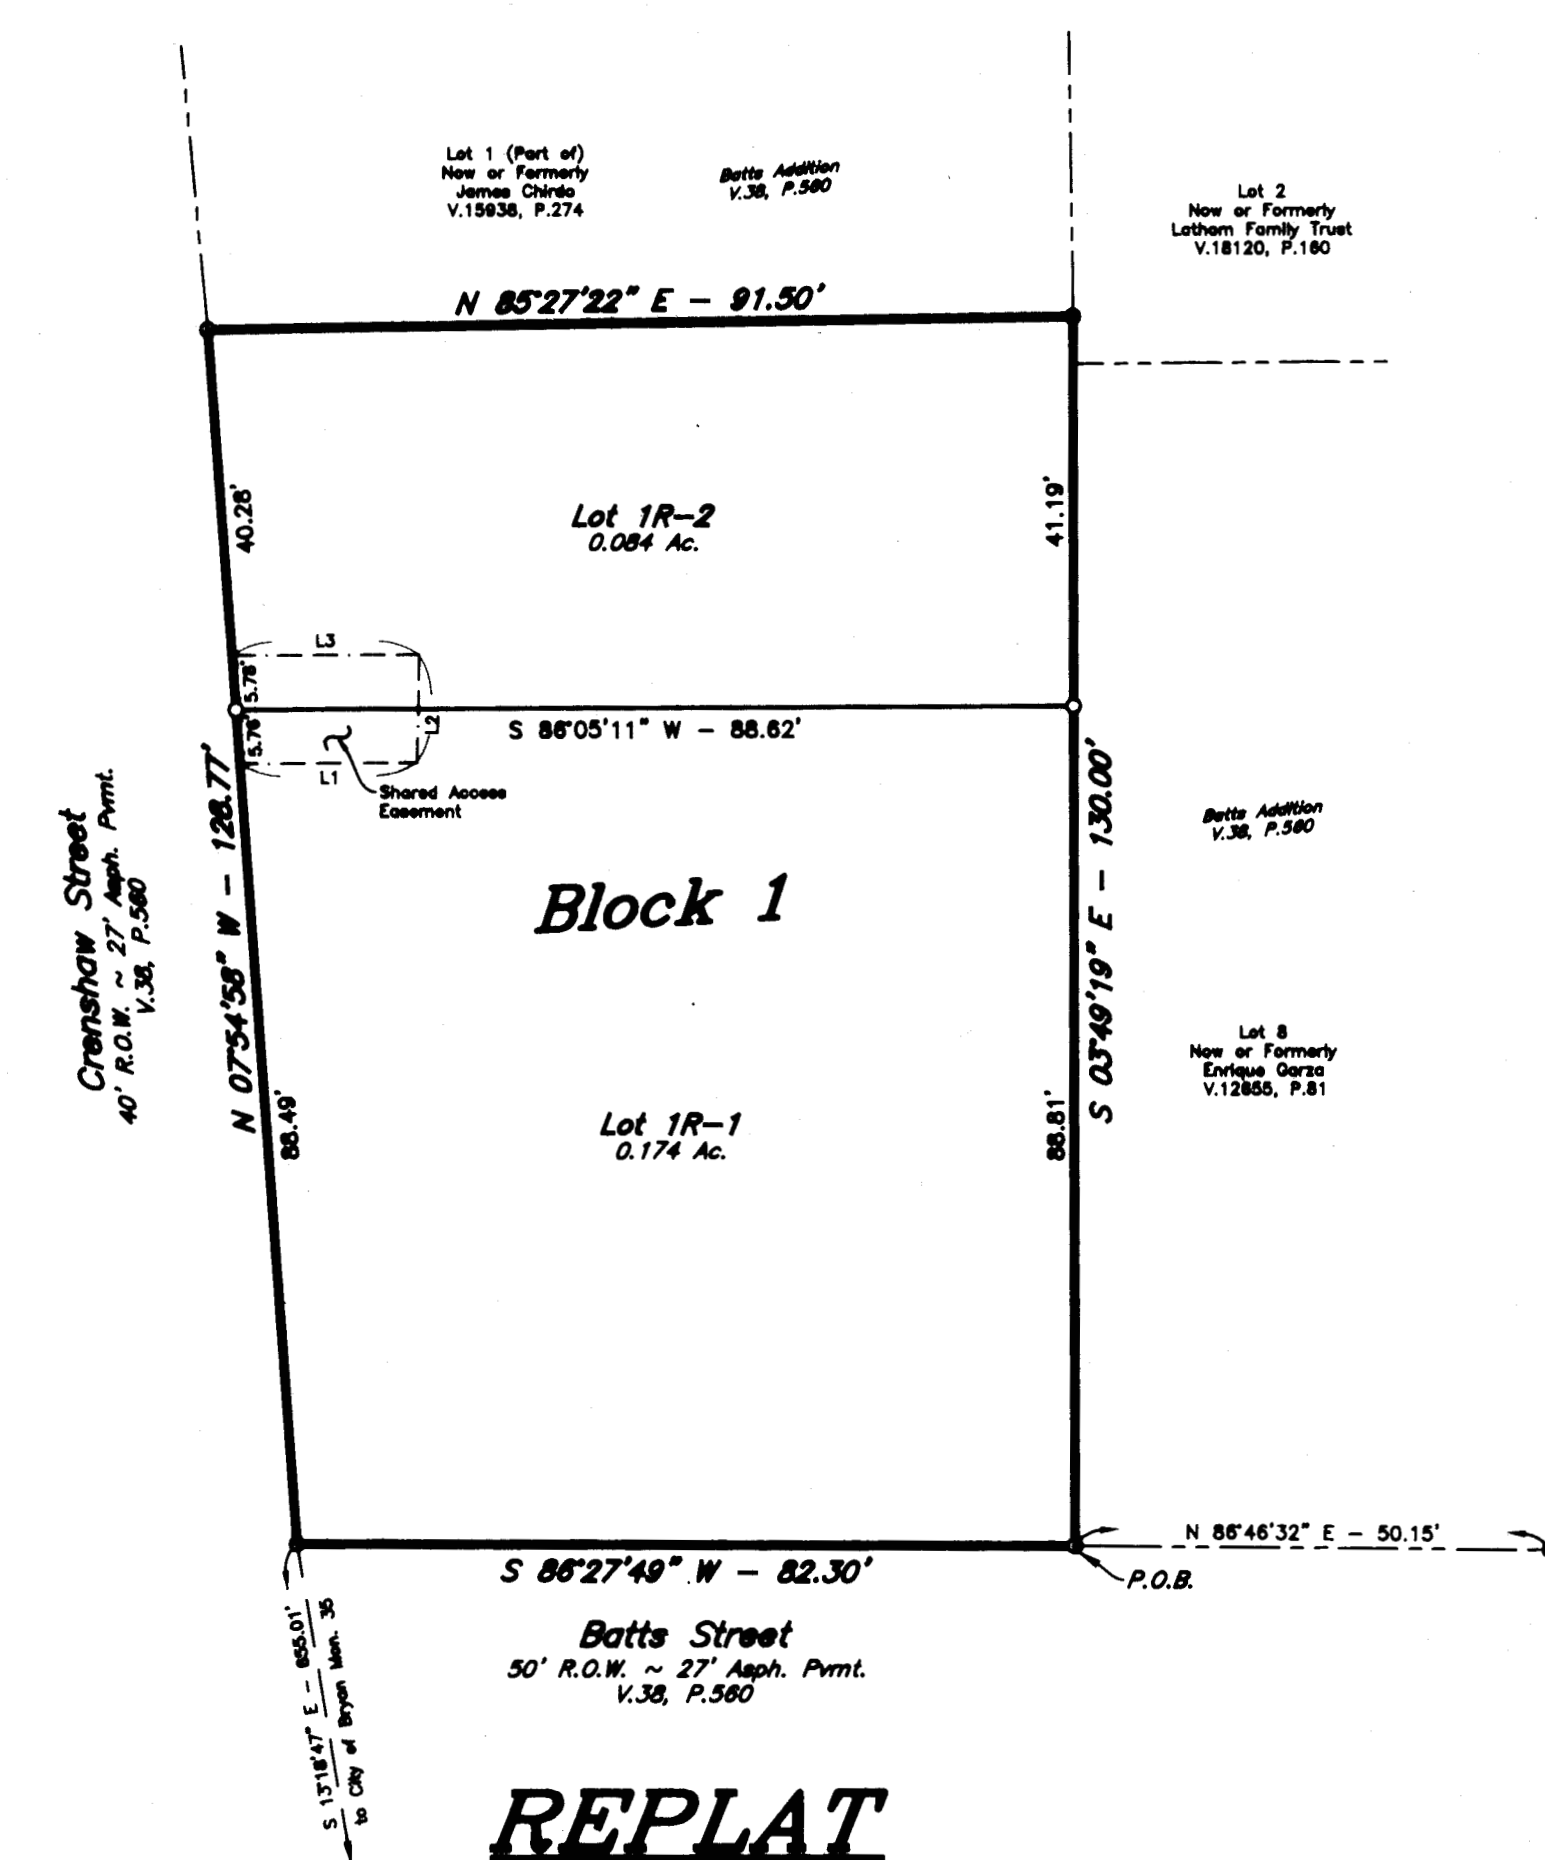 Lot 1 (Part of)
Now or Formerly
James Chirdo
V.15938, P.274
Batts Addition
V.38, P.560
Lot 2
Now or Formerly
Latham Family Trust
V.18120, P.160
N 85°27'22" E - 91.50'
40.28'
Lot 1R-2
0.084 Ac.
41.19'
L3
5.78'
5.76'
L2
S 86°05'11" W - 88.62'
L1
Shared Access
Easement
Crenshaw Street
40' R.O.W. ~ 27' Asph. Pvmt.
V.38, P.560
N 07°54'58" W - 128.77'
88.49'
Block 1
Lot 1R-1
0.174 Ac.
88.81'
S 03°49'19" E - 130.00'
Batts Addition
V.38, P.560
Lot 8
Now or Formerly
Enrique Garza
V.12855, P.81
N 86°46'32" E - 50.15'
P.O.B.
S 86°27'49" W - 82.30'
Batts Street
50' R.O.W. ~ 27' Asph. Pvmt.
V.38, P.560
S 13°18'47" E - 855.01'
to City of Bryan Mon. 35
REPLAT